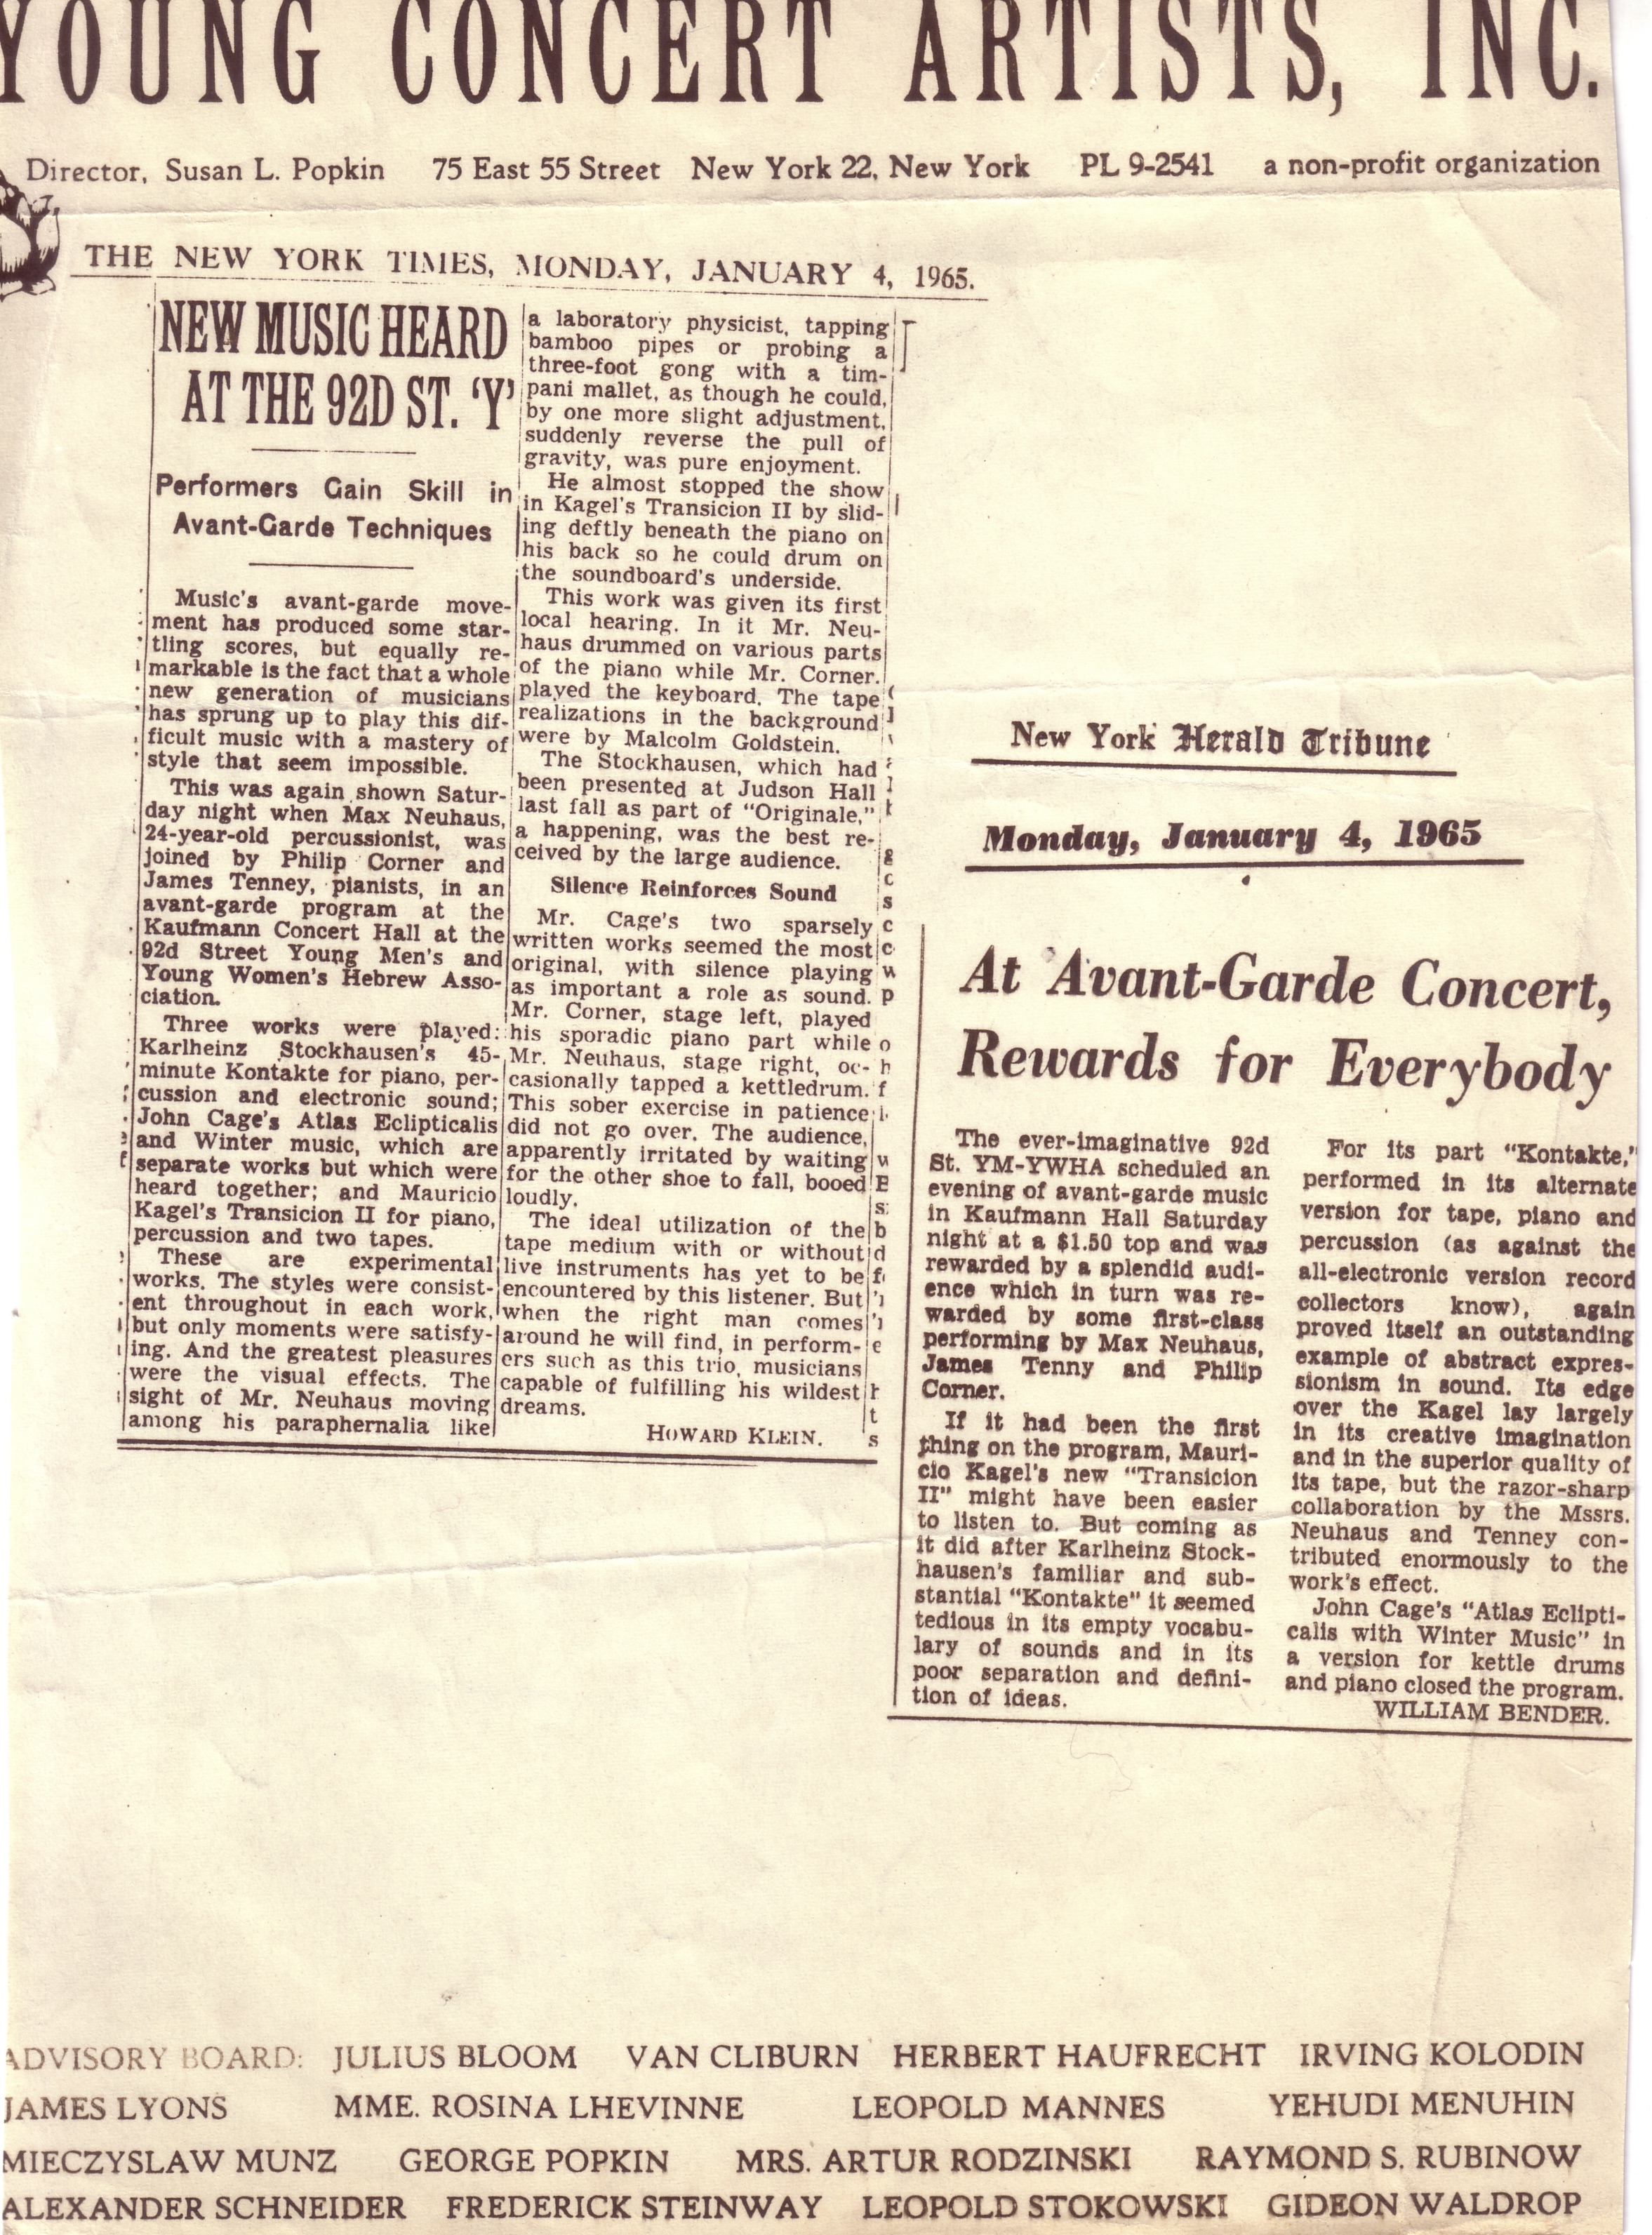 YOUNG CONCERT ARTISTS, INC.
Director, Susan L. Popkin 75 East 55 Street New York 22, New York PL 9-2541 a non-profit organization
THE NEW YORK TIMES, MONDAY, JANUARY 4, 1965.
NEW MUSIC HEARD
AT THE 92D ST. ‘Y’
Performers Gain Skill in
Avant-Garde Techniques
Music's avant-garde move-
ment has produced some star-
tling scores, but equally re-
markable is the fact that a whole
new generation of musicians
has sprung up to play this dif-
ficult music with a mastery of
style that seem impossible.
This was again shown Satur-
day night when Max Neuhaus,
24-year-old percussionist, was
joined by Philip Corner and
James Tenney, pianists, in an
avant-garde program at the
Kaufmann Concert Hall at the
92d Street Young Men's and
Young Women's Hebrew Asso-
ciation.
Three works were played:
Karlheinz Stockhausen's 45-
minute Kontakte for piano, per-
cussion and electronic sound;
John Cage's Atlas Eclipticalis
and Winter music, which are
separate works but which were
heard together; and Mauricio
Kagel's Transicion II for piano,
percussion and two tapes.
These are experimental
works. The styles were consist-
ent throughout in each work,
but only moments were satisfy-
ing. And the greatest pleasures
were the visual effects. The
sight of Mr. Neuhaus moving
among his paraphernalia like
a laboratory physicist, tapping
bamboo pipes or probing a
three-foot gong with a tim-
pani mallet, as though he could,
by one more slight adjustment,
suddenly reverse the pull of
gravity, was pure enjoyment.
He almost stopped the show
in Kagel's Transicion II by slid-
ing deftly beneath the piano on
his back so he could drum on
the soundboard's underside.
This work was given its first
local hearing. In it Mr. Neu-
haus drummed on various parts
of the piano while Mr. Corner
played the keyboard. The tape
realizations in the background
were by Malcolm Goldstein.
The Stockhausen, which had
been presented at Judson Hall
last fall as part of "Originale,"
a happening, was the best re-
ceived by the large audience.
Silence Reinforces Sound
Mr. Cage's two sparsely
written works seemed the most
original, with silence playing
as important a role as sound.
Mr. Corner, stage left, played
his sporadic piano part while
Mr. Neuhaus, stage right, oc-
casionally tapped a kettledrum.
This sober exercise in patience
did not go over. The audience,
apparently irritated by waiting
for the other shoe to fall, booed
loudly.
The ideal utilization of the
tape medium with or without
live instruments has yet to be
encountered by this listener. But
when the right man comes
around he will find, in perform-
ers such as this trio, musicians
capable of fulfilling his wildest
dreams.
HOWARD KLEIN.
New York Herald Tribune
Monday, January 4, 1965
At Avant-Garde Concert,
Rewards for Everybody
The ever-imaginative 92d
St. YM-YWHA scheduled an
evening of avant-garde music
in Kaufmann Hall Saturday
night at a $1.50 top and was
rewarded by a splendid audi-
ence which in turn was re-
warded by some first-class
performing by Max Neuhaus,
James Tenny and Philip
Corner.
If it had been the first
thing on the program, Mauri-
cio Kagel's new "Transicion
II" might have been easier
to listen to. But coming as
it did after Karlheinz Stock-
hausen's familiar and sub-
stantial "Kontakte" it seemed
tedious in its empty vocabu-
lary of sounds and in its
poor separation and defini-
tion of ideas.
For its part "Kontakte,"
performed in its alternate
version for tape, piano and
percussion (as against the
all-electronic version record
collectors know), again
proved itself an outstanding
example of abstract expres-
sionism in sound. Its edge
over the Kagel lay largely
in its creative imagination
and in the superior quality of
its tape, but the razor-sharp
collaboration by the Mssrs.
Neuhaus and Tenney con-
tributed enormously to the
work's effect.
John Cage's "Atlas Eclipti-
calis with Winter Music" in
a version for kettle drums
and piano closed the program.
WILLIAM BENDER.
ADVISORY BOARD: JULIUS BLOOM VAN CLIBURN HERBERT HAUFRECHT IRVING KOLODIN
JAMES LYONS MME. ROSINA LHEVINNE LEOPOLD MANNES YEHUDI MENUHIN
MIECZYSLAW MUNZ GEORGE POPKIN MRS. ARTUR RODZINSKI RAYMOND S. RUBINOW
ALEXANDER SCHNEIDER FREDERICK STEINWAY LEOPOLD STOKOWSKI GIDEON WALDROP